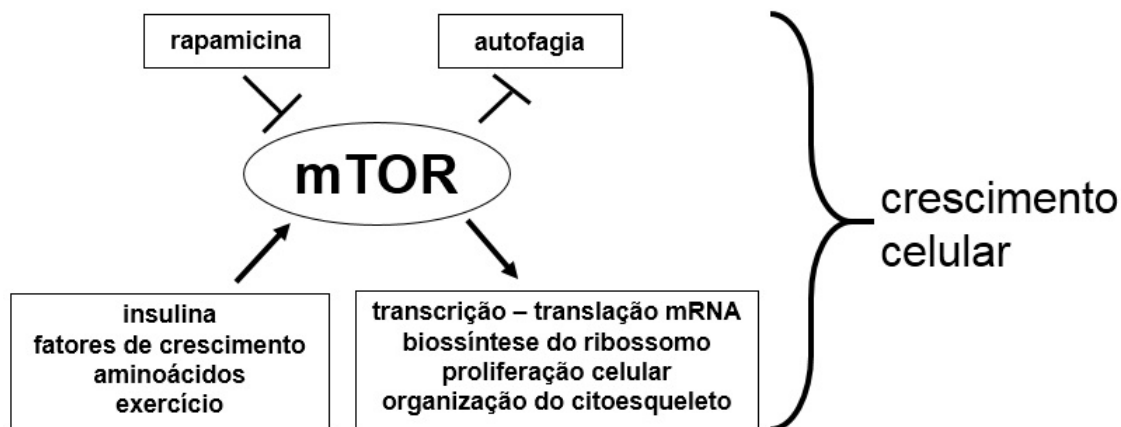 rapamicina
autofagia
mTOR
insulina
fatores de crescimento
aminoácidos
exercício
transcrição – translação mRNA
biossíntese do ribossomo
proliferação celular
organização do citoesqueleto
crescimento
celular